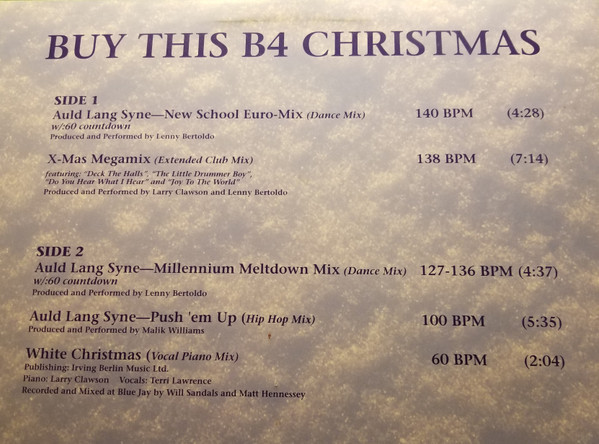 BUY THIS B4 CHRISTMAS
SIDE 1
Auld Lang Syne—New School Euro-Mix (Dance Mix) 140 BPM (4:28)
w/:60 countdown
Produced and Performed by Lenny Bertoldo
X-Mas Megamix (Extended Club Mix) 138 BPM (7:14)
featuring: "Deck The Halls", "The Little Drummer Boy",
"Do You Hear What I Hear" and "Joy To The World"
Produced and Performed by Larry Clawson and Lenny Bertoldo
SIDE 2
Auld Lang Syne—Millennium Meltdown Mix (Dance Mix) 127-136 BPM (4:37)
w/:60 countdown
Produced and Performed by Lenny Bertoldo
Auld Lang Syne—Push 'em Up (Hip Hop Mix) 100 BPM (5:35)
Produced and Performed by Malik Williams
White Christmas (Vocal Piano Mix) 60 BPM (2:04)
Publishing: Irving Berlin Music Ltd.
Piano: Larry Clawson Vocals: Terri Lawrence
Recorded and Mixed at Blue Jay by Will Sandals and Matt Hennessey